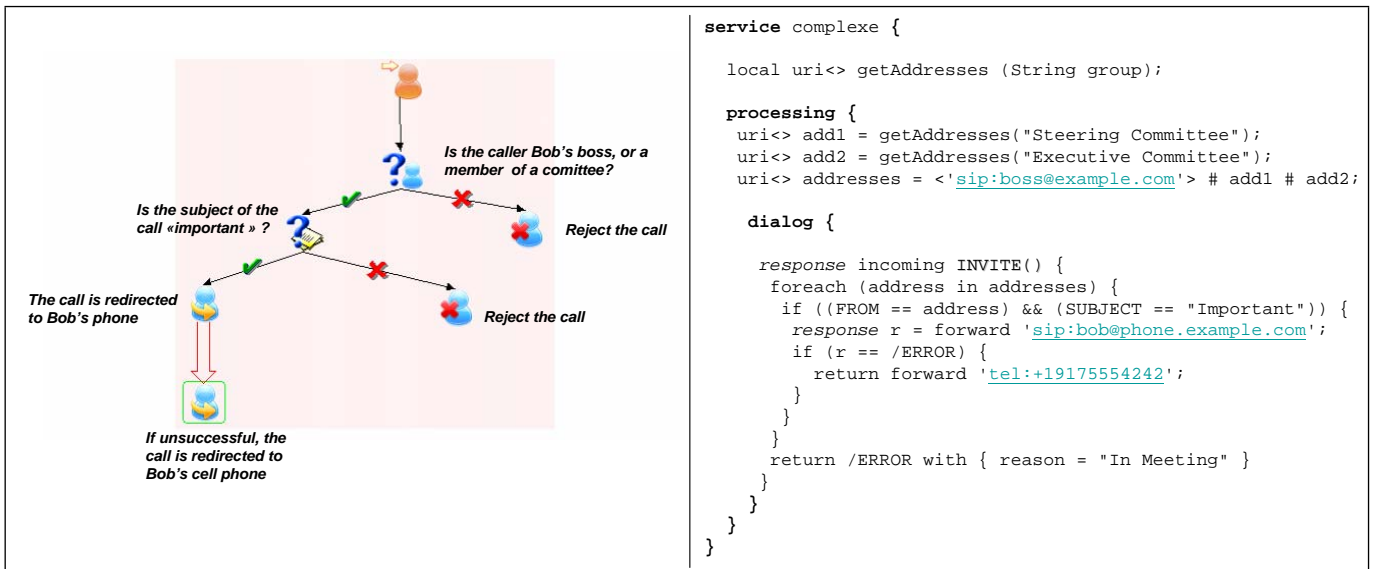 Is the caller Bob's boss, or a
member of a comittee?
Is the subject of the
call «important » ?
Reject the call
The call is redirected
to Bob's phone
Reject the call
If unsuccessful, the
call is redirected to
Bob's cell phone
service complexe {
local uri<> getAddresses (String group);
processing {
uri<> add1 = getAddresses("Steering Committee");
uri<> add2 = getAddresses("Executive Committee");
uri<> addresses = <'sip:boss@example.com'> # add1 # add2;
dialog {
response incoming INVITE() {
foreach (address in addresses) {
if ((FROM == address) && (SUBJECT == "Important")) {
response r = forward 'sip:bob@phone.example.com';
if (r == /ERROR) {
return forward 'tel:+19175554242';
}
}
}
return /ERROR with { reason = "In Meeting" }
}
}
}
}